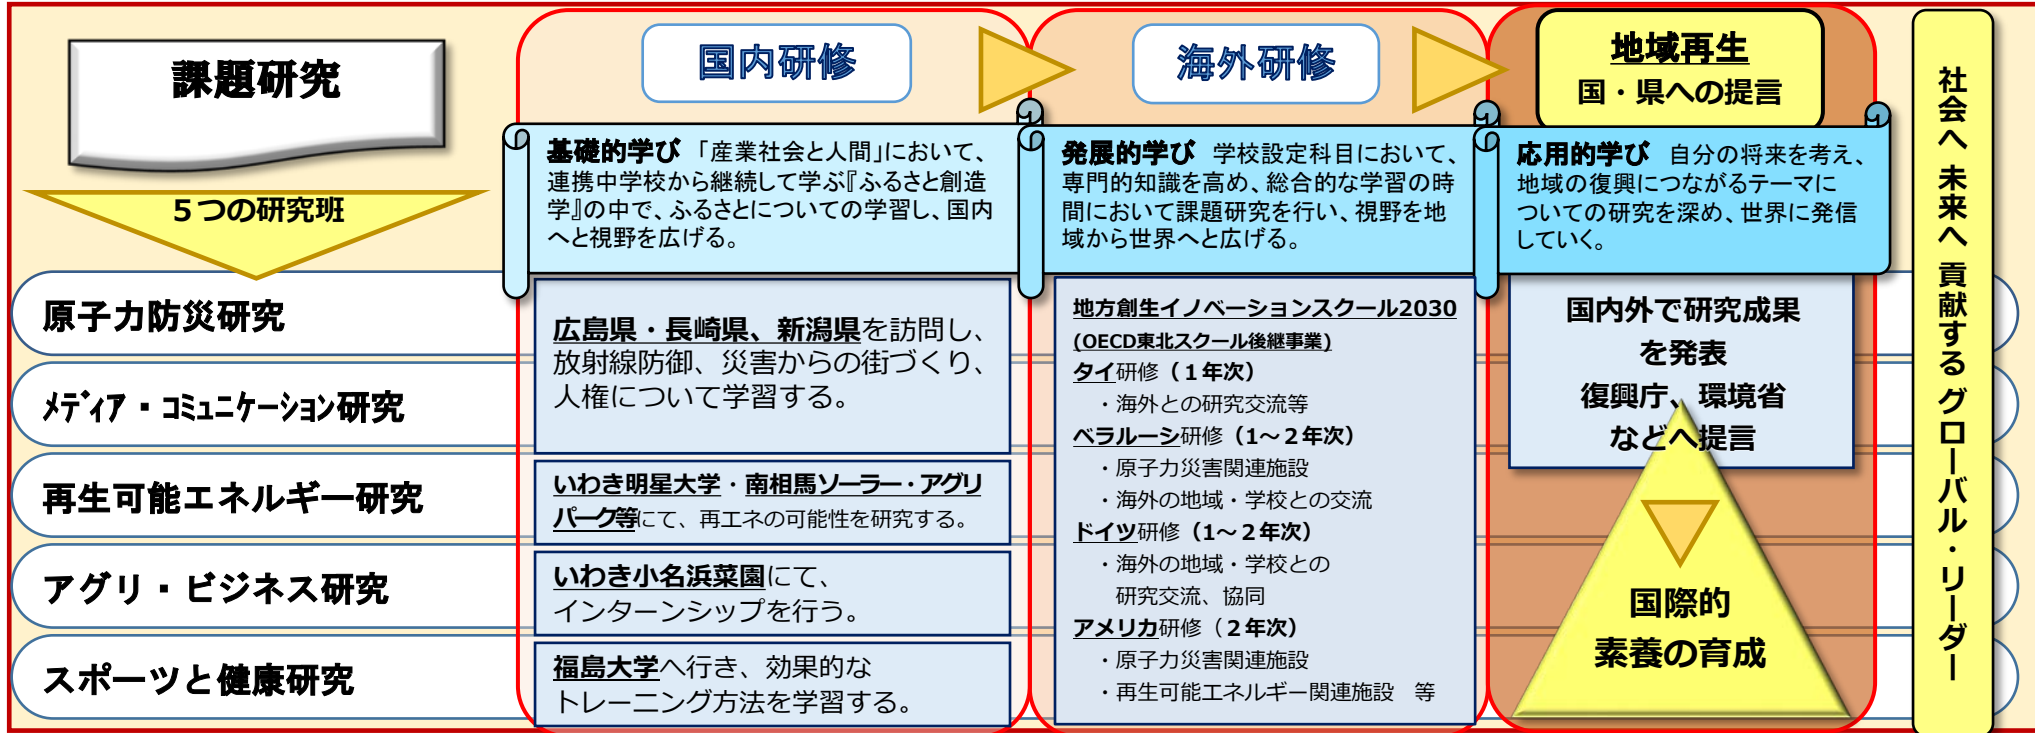 課題研究
５つの研究班
原子力防災研究
ﾒﾃﾞｨｱ・ｺﾐｭﾆｹｰｼｮﾝ研究
再生可能エネルギー研究
アグリ・ビジネス研究
スポーツと健康研究
国内研修
基礎的学び 「産業社会と人間」において、
連携中学校から継続して学ぶ『ふるさと創造
学』の中で、ふるさとについての学習し、国内
へと視野を広げる。
広島県・長崎県、新潟県を訪問し、
放射線防御、災害からの街づくり、
人権について学習する。
いわき明星大学・南相馬ソーラー・アグリ
パーク等にて、再エネの可能性を研究する。
いわき小名浜菜園にて、
インターンシップを行う。
福島大学へ行き、効果的な
トレーニング方法を学習する。
海外研修
発展的学び 学校設定科目において、
専門的知識を高め、総合的な学習の時
間において課題研究を行い、視野を地
域から世界へと広げる。
地方創生イノベーションスクール2030
(OECD東北スクール後継事業)
タイ研修（１年次）
・海外との研究交流等
ベラルーシ研修（1～２年次）
・原子力災害関連施設
・海外の地域・学校との交流
ドイツ研修（1～２年次）
・海外の地域・学校との
研究交流、協同
アメリカ研修（２年次）
・原子力災害関連施設
・再生可能エネルギー関連施設　等
地域再生
国・県への提言
応用的学び 自分の将来を考え、
地域の復興につながるテーマに
ついての研究を深め、世界に発信
していく。
国内外で研究成果
を発表
復興庁、環境省
などへ提言
国際的
素養の育成
社会へ 未来へ 貢献する グローバル・リーダー